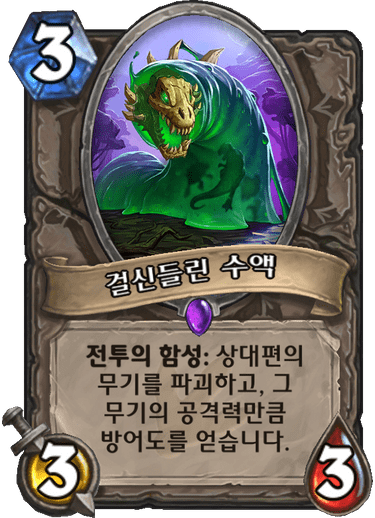 3
걸신들린 수액
전투의 함성: 상대편의
무기를 파괴하고, 그
무기의 공격력만큼
방어도를 얻습니다.
3
3